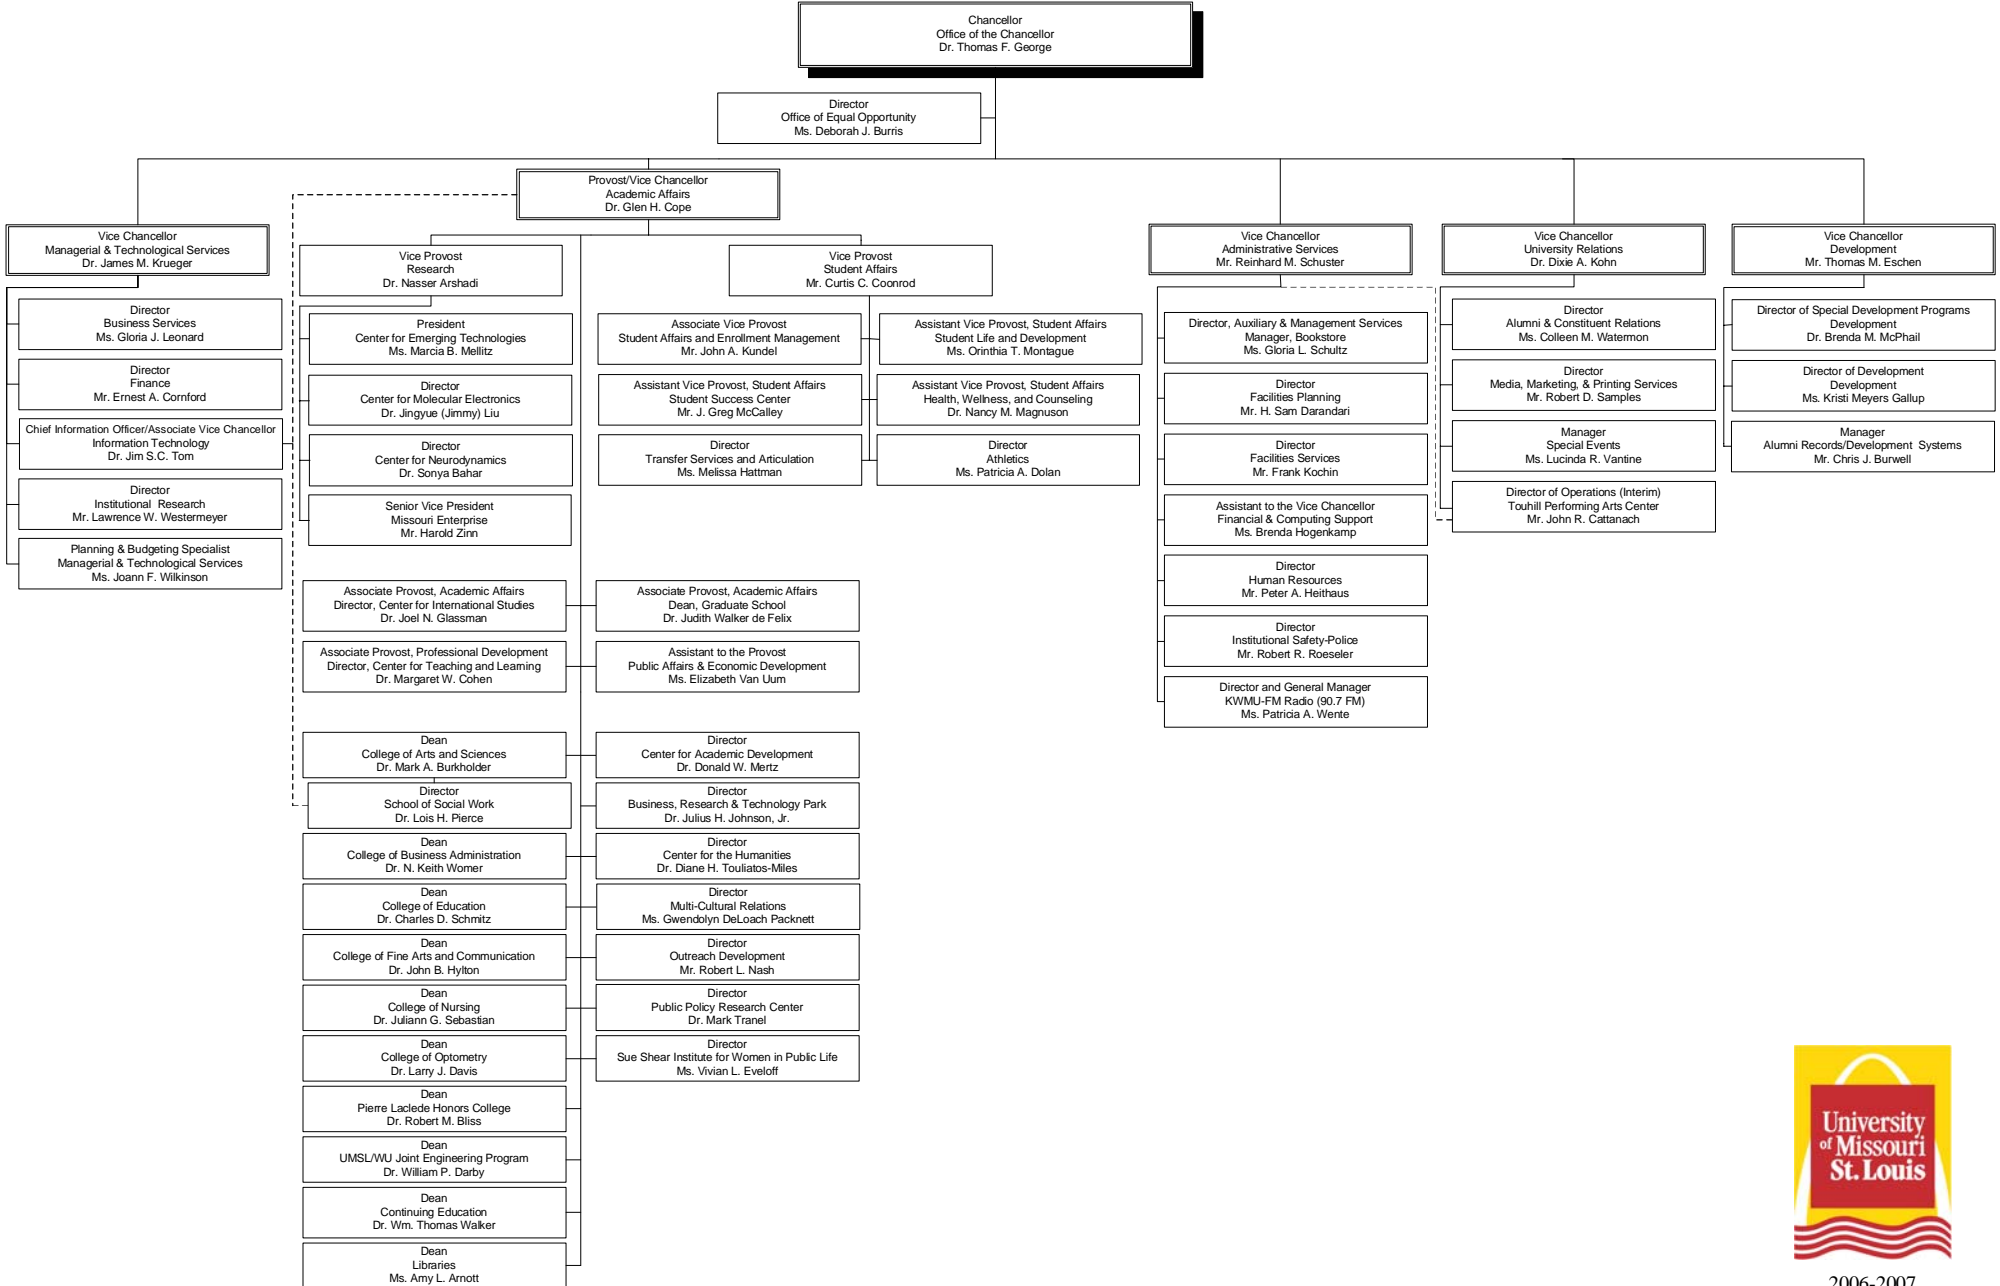 Chancellor
Office of the Chancellor
Dr. Thomas F. George
Director
Office of Equal Opportunity
Ms. Deborah J. Burris
Provost/Vice Chancellor
Academic Affairs
Dr. Glen H. Cope
Vice Chancellor
Managerial & Technological Services
Dr. James M. Krueger
Director
Business Services
Ms. Gloria J. Leonard
Director
Finance
Mr. Ernest A. Cornford
Chief Information Officer/Associate Vice Chancellor
Information Technology
Dr. Jim S.C. Tom
Director
Institutional Research
Mr. Lawrence W. Westermeyer
Planning & Budgeting Specialist
Managerial & Technological Services
Ms. Joann F. Wilkinson
Vice Provost
Research
Dr. Nasser Arshadi
President
Center for Emerging Technologies
Ms. Marcia B. Mellitz
Director
Center for Molecular Electronics
Dr. Jingyue (Jimmy) Liu
Director
Center for Neurodynamics
Dr. Sonya Bahar
Senior Vice President
Missouri Enterprise
Mr. Harold Zinn
Vice Provost
Student Affairs
Mr. Curtis C. Coonrod
Associate Vice Provost
Student Affairs and Enrollment Management
Mr. John A. Kundel
Assistant Vice Provost, Student Affairs
Student Life and Development
Ms. Orinthia T. Montague
Assistant Vice Provost, Student Affairs
Student Success Center
Mr. J. Greg McCalley
Assistant Vice Provost, Student Affairs
Health, Wellness, and Counseling
Dr. Nancy M. Magnuson
Director
Transfer Services and Articulation
Ms. Melissa Hattman
Director
Athletics
Ms. Patricia A. Dolan
Associate Provost, Academic Affairs
Director, Center for International Studies
Dr. Joel N. Glassman
Associate Provost, Academic Affairs
Dean, Graduate School
Dr. Judith Walker de Felix
Associate Provost, Professional Development
Director, Center for Teaching and Learning
Dr. Margaret W. Cohen
Assistant to the Provost
Public Affairs & Economic Development
Ms. Elizabeth Van Uum
Dean
College of Arts and Sciences
Dr. Mark A. Burkholder
Director
Center for Academic Development
Dr. Donald W. Mertz
Director
School of Social Work
Dr. Lois H. Pierce
Director
Business, Research & Technology Park
Dr. Julius H. Johnson, Jr.
Dean
College of Business Administration
Dr. N. Keith Womer
Director
Center for the Humanities
Dr. Diane H. Touliatos-Miles
Dean
College of Education
Dr. Charles D. Schmitz
Director
Multi-Cultural Relations
Ms. Gwendolyn DeLoach Packnett
Dean
College of Fine Arts and Communication
Dr. John B. Hylton
Director
Outreach Development
Mr. Robert L. Nash
Dean
College of Nursing
Dr. Juliann G. Sebastian
Director
Public Policy Research Center
Dr. Mark Tranel
Dean
College of Optometry
Dr. Larry J. Davis
Director
Sue Shear Institute for Women in Public Life
Ms. Vivian L. Eveloff
Dean
Pierre Laclede Honors College
Dr. Robert M. Bliss
Dean
UMSL/WU Joint Engineering Program
Dr. William P. Darby
Dean
Continuing Education
Dr. Wm. Thomas Walker
Dean
Libraries
Ms. Amy L. Arnott
Vice Chancellor
Administrative Services
Mr. Reinhard M. Schuster
Director, Auxiliary & Management Services
Manager, Bookstore
Ms. Gloria L. Schultz
Director
Facilities Planning
Mr. H. Sam Darandari
Director
Facilities Services
Mr. Frank Kochin
Assistant to the Vice Chancellor
Financial & Computing Support
Ms. Brenda Hogenkamp
Director
Human Resources
Mr. Peter A. Heithaus
Director
Institutional Safety-Police
Mr. Robert R. Roeseler
Director and General Manager
KWMU-FM Radio (90.7 FM)
Ms. Patricia A. Wente
Vice Chancellor
University Relations
Dr. Dixie A. Kohn
Director
Alumni & Constituent Relations
Ms. Colleen M. Watermon
Director
Media, Marketing, & Printing Services
Mr. Robert D. Samples
Manager
Special Events
Ms. Lucinda R. Vantine
Director of Operations (Interim)
Touhill Performing Arts Center
Mr. John R. Cattanach
Vice Chancellor
Development
Mr. Thomas M. Eschen
Director of Special Development Programs
Development
Dr. Brenda M. McPhail
Director of Development
Development
Ms. Kristi Meyers Gallup
Manager
Alumni Records/Development Systems
Mr. Chris J. Burwell
University
of Missouri
St. Louis
2006-2007